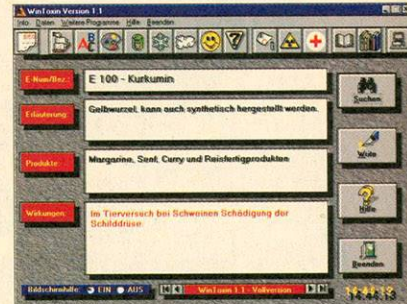 WinToxin Version 1.1
Info Daten Weitere Programme Hilfe Beenden
E-Num/Bez.:
E 100 - Kurkumin
Suchen
Erläuterung:
Gelbwurzel, kann auch synthetisch hergestellt werden.
Write
Produkte:
Margarine, Senf, Curry und Reisfertigprodukten
Hilfe
Wirkungen:
Im Tierversuch bei Schweinen Schädigung der
Schilddrüse.
Beenden
Bildschirmhilfe: EIN AUS
WinToxin 1.1 - Vollversion